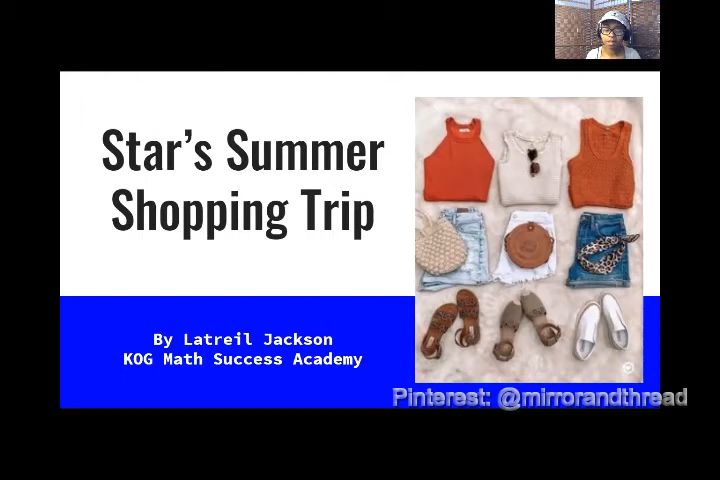 Star's Summer
Shopping Trip
By Latreil Jackson
KOG Math Success Academy
Pinterest: @mirrorandthread